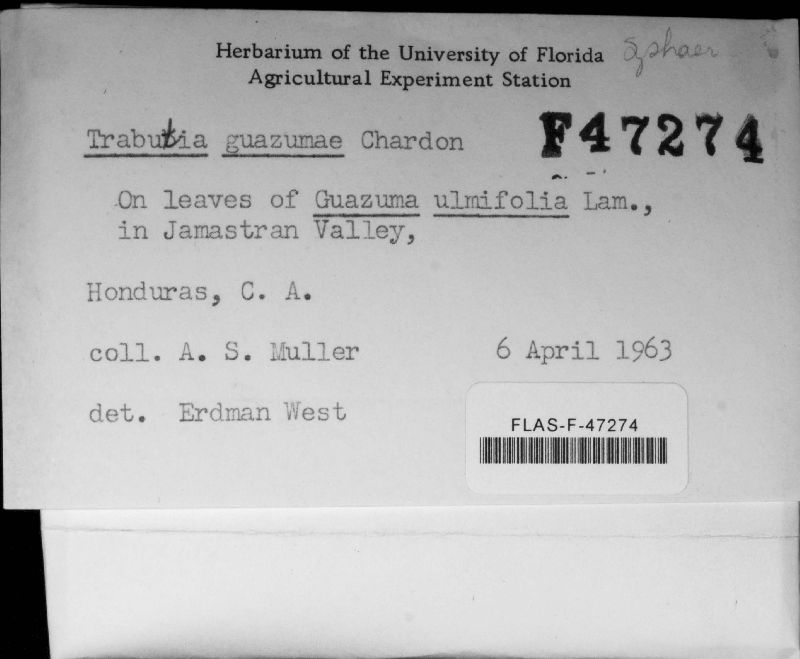 Herbarium of the University of Florida
Agricultural Experiment Station
Trabutia guazumae Chardon
F47274
On leaves of Guazuma ulmifolia Lam.,
in Jamastran Valley,
Honduras, C. A.
coll. A. S. Muller
6 April 1963
det. Erdman West
FLAS-F-47274